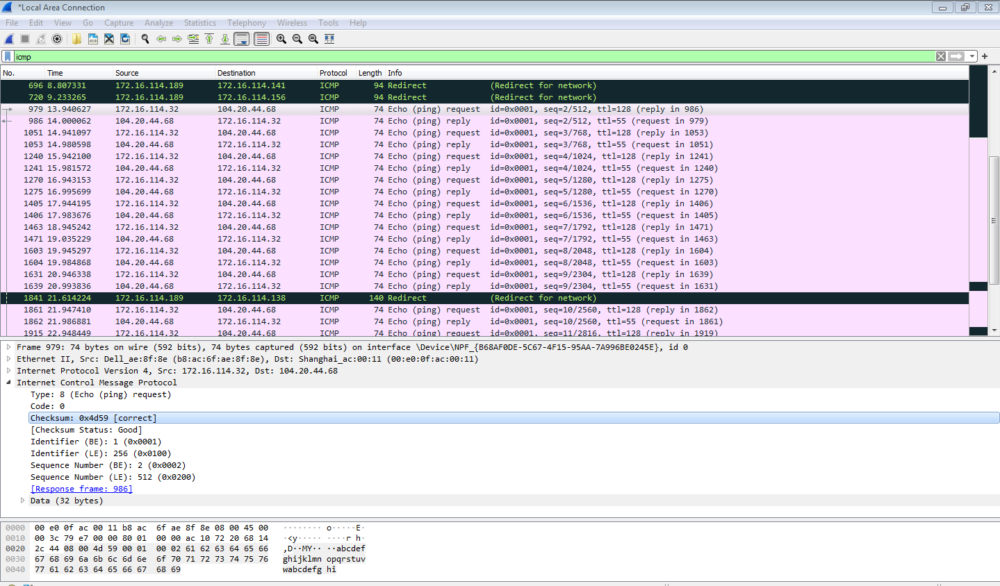 *Local Area Connection
File Edit View Go Capture Analyze Statistics Telephony Wireless Tools Help
icmp
No. Time Source Destination Protocol Length Info
696 8.807331 172.16.114.189 172.16.114.141 ICMP 94 Redirect (Redirect for network)
720 9.233265 172.16.114.189 172.16.114.156 ICMP 94 Redirect (Redirect for network)
979 13.940627 172.16.114.32 104.20.44.68 ICMP 74 Echo (ping) request id=0x0001, seq=2/512, ttl=128 (reply in 986)
986 14.000062 104.20.44.68 172.16.114.32 ICMP 74 Echo (ping) reply id=0x0001, seq=2/512, ttl=55 (request in 979)
1051 14.941097 172.16.114.32 104.20.44.68 ICMP 74 Echo (ping) request id=0x0001, seq=3/768, ttl=128 (reply in 1053)
1053 14.980598 104.20.44.68 172.16.114.32 ICMP 74 Echo (ping) reply id=0x0001, seq=3/768, ttl=55 (request in 1051)
1240 15.942100 172.16.114.32 104.20.44.68 ICMP 74 Echo (ping) request id=0x0001, seq=4/1024, ttl=128 (reply in 1241)
1241 15.981572 104.20.44.68 172.16.114.32 ICMP 74 Echo (ping) reply id=0x0001, seq=4/1024, ttl=55 (request in 1240)
1270 16.943153 172.16.114.32 104.20.44.68 ICMP 74 Echo (ping) request id=0x0001, seq=5/1280, ttl=128 (reply in 1275)
1275 16.995699 104.20.44.68 172.16.114.32 ICMP 74 Echo (ping) reply id=0x0001, seq=5/1280, ttl=55 (request in 1270)
1405 17.944195 172.16.114.32 104.20.44.68 ICMP 74 Echo (ping) request id=0x0001, seq=6/1536, ttl=128 (reply in 1406)
1406 17.983676 104.20.44.68 172.16.114.32 ICMP 74 Echo (ping) reply id=0x0001, seq=6/1536, ttl=55 (request in 1405)
1463 18.945242 172.16.114.32 104.20.44.68 ICMP 74 Echo (ping) request id=0x0001, seq=7/1792, ttl=128 (reply in 1471)
1471 19.035229 104.20.44.68 172.16.114.32 ICMP 74 Echo (ping) reply id=0x0001, seq=7/1792, ttl=55 (request in 1463)
1603 19.945297 172.16.114.32 104.20.44.68 ICMP 74 Echo (ping) request id=0x0001, seq=8/2048, ttl=128 (reply in 1604)
1604 19.984868 104.20.44.68 172.16.114.32 ICMP 74 Echo (ping) reply id=0x0001, seq=8/2048, ttl=55 (request in 1603)
1631 20.946338 172.16.114.32 104.20.44.68 ICMP 74 Echo (ping) request id=0x0001, seq=9/2304, ttl=128 (reply in 1639)
1639 20.993836 104.20.44.68 172.16.114.32 ICMP 74 Echo (ping) reply id=0x0001, seq=9/2304, ttl=55 (request in 1631)
1841 21.614224 172.16.114.189 172.16.114.138 ICMP 140 Redirect (Redirect for network)
1861 21.947410 172.16.114.32 104.20.44.68 ICMP 74 Echo (ping) request id=0x0001, seq=10/2560, ttl=128 (reply in 1862)
1862 21.986881 104.20.44.68 172.16.114.32 ICMP 74 Echo (ping) reply id=0x0001, seq=10/2560, ttl=55 (request in 1861)
1915 22.948449 172.16.114.32 104.20.44.68 ICMP 74 Echo (ping) request id=0x0001, seq=11/2816, ttl=128 (reply in 1919)
Frame 979: 74 bytes on wire (592 bits), 74 bytes captured (592 bits) on interface \Device\NPF_{B68AF0DE-5C67-4F15-95AA-7A996BE0245E}, id 0
Ethernet II, Src: Dell_ae:8f:8e (b8:ac:6f:ae:8f:8e), Dst: Shanghai_ac:00:11 (00:e0:0f:ac:00:11)
Internet Protocol Version 4, Src: 172.16.114.32, Dst: 104.20.44.68
Internet Control Message Protocol
Type: 8 (Echo (ping) request)
Code: 0
Checksum: 0x4d59 [correct]
[Checksum Status: Good]
Identifier (BE): 1 (0x0001)
Identifier (LE): 256 (0x0100)
Sequence Number (BE): 2 (0x0002)
Sequence Number (LE): 512 (0x0200)
[Response frame: 986]
Data (32 bytes)
0000 00 e0 0f ac 00 11 b8 ac 6f ae 8f 8e 08 00 45 00 ········ o·····E·
0010 00 3c 79 e7 00 00 80 01 00 00 ac 10 72 20 68 14 ·<y····· ····r h·
0020 2c 44 08 00 4d 59 00 01 00 02 61 62 63 64 65 66 ,D··MY·· ··abcdef
0030 67 68 69 6a 6b 6c 6d 6e 6f 70 71 72 73 74 75 76 ghijklmn opqrstuv
0040 77 61 62 63 64 65 66 67 68 69 wabcdefg hi